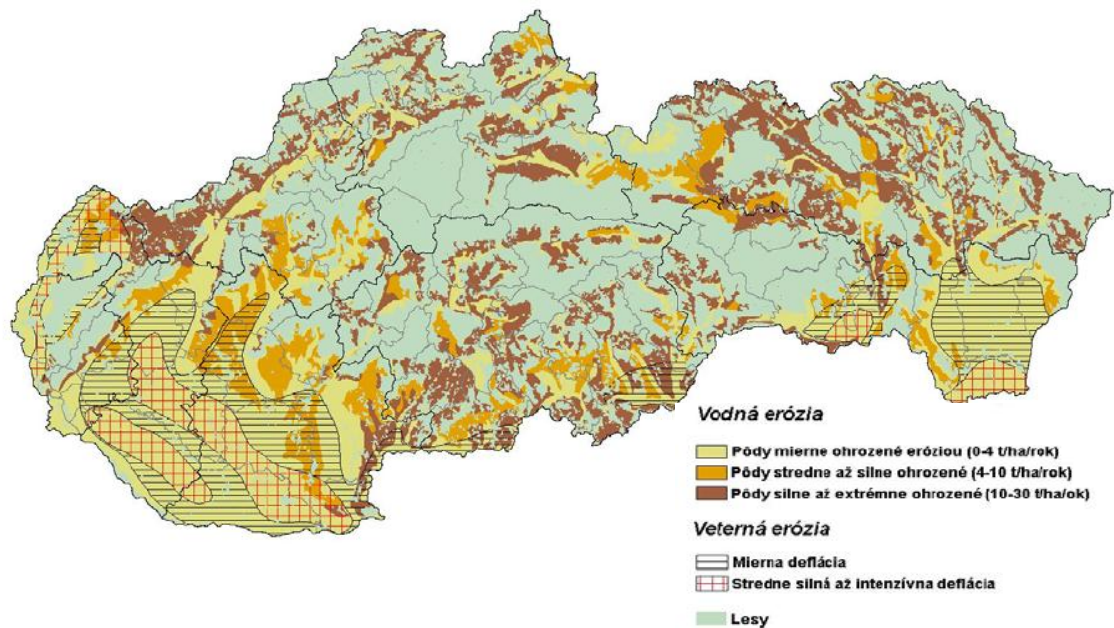 Vodná erózia
Pôdy mierne ohrozené eróziou (0-4 t/ha/rok)
Pôdy stredne až silne ohrozené (4-10 t/ha/rok)
Pôdy silne až extrémne ohrozené (10-30 t/ha/ok)
Veterná erózia
Mierna deflácia
Stredne silná až intenzívna deflácia
Lesy